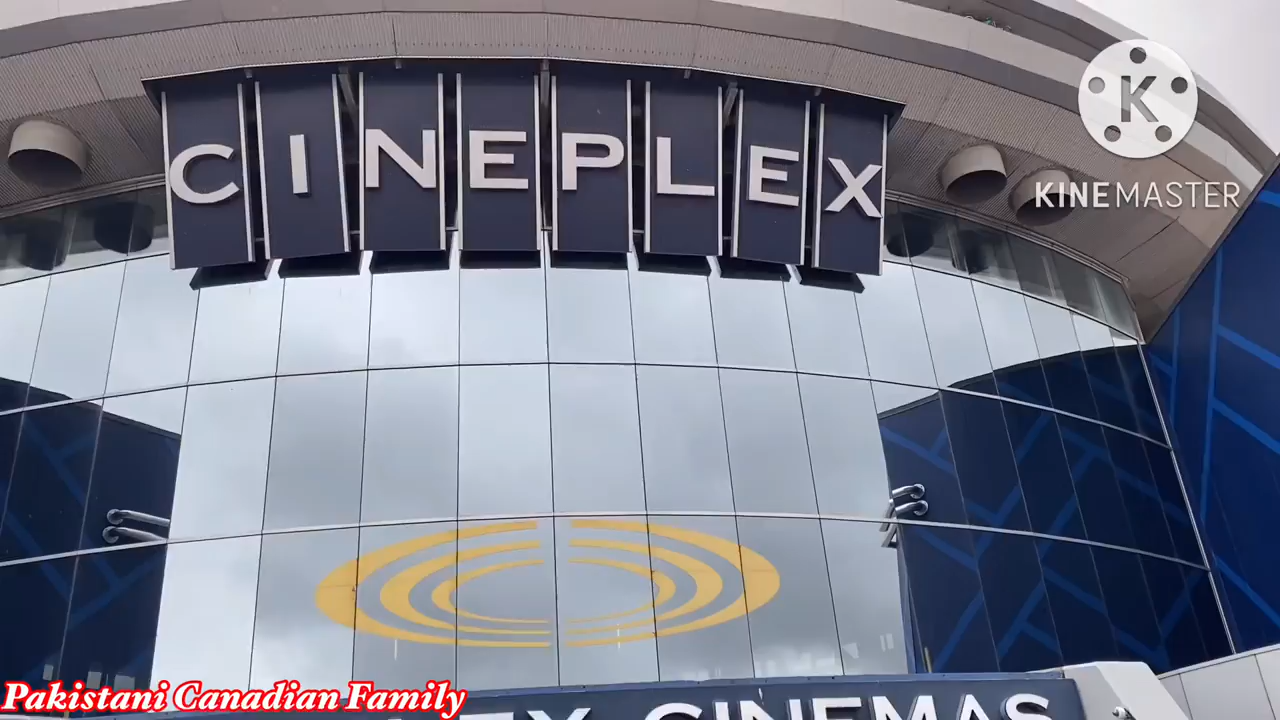 CINEPLEX
K
KINEMASTER
CINEMAS
Pakistani Canadian Family